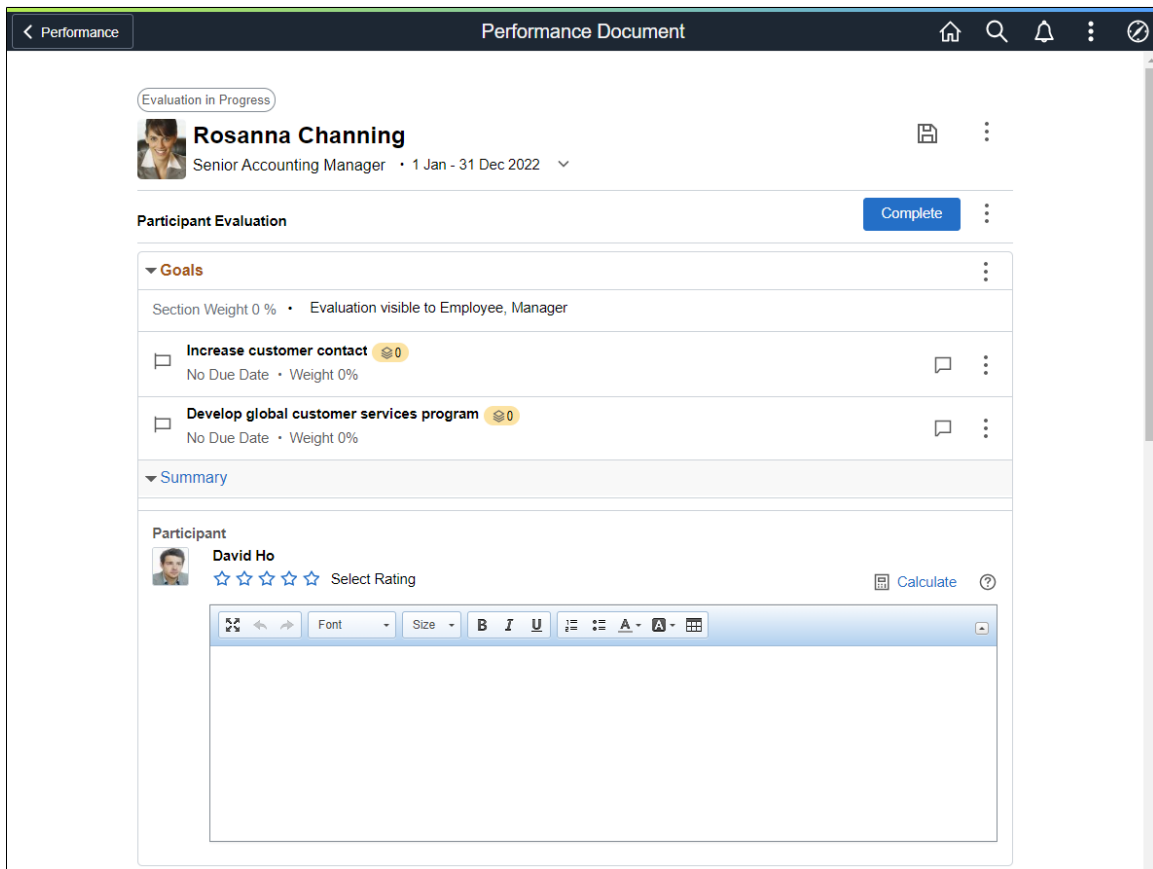 Performance
Performance Document
Evaluation in Progress
Rosanna Channing
Senior Accounting Manager • 1 Jan - 31 Dec 2022
Participant Evaluation
Complete
Goals
Section Weight 0 % • Evaluation visible to Employee, Manager
Increase customer contact 0
No Due Date • Weight 0%
Develop global customer services program 0
No Due Date • Weight 0%
Summary
Participant
David Ho
Select Rating
Calculate ?
Font Size B I U A A